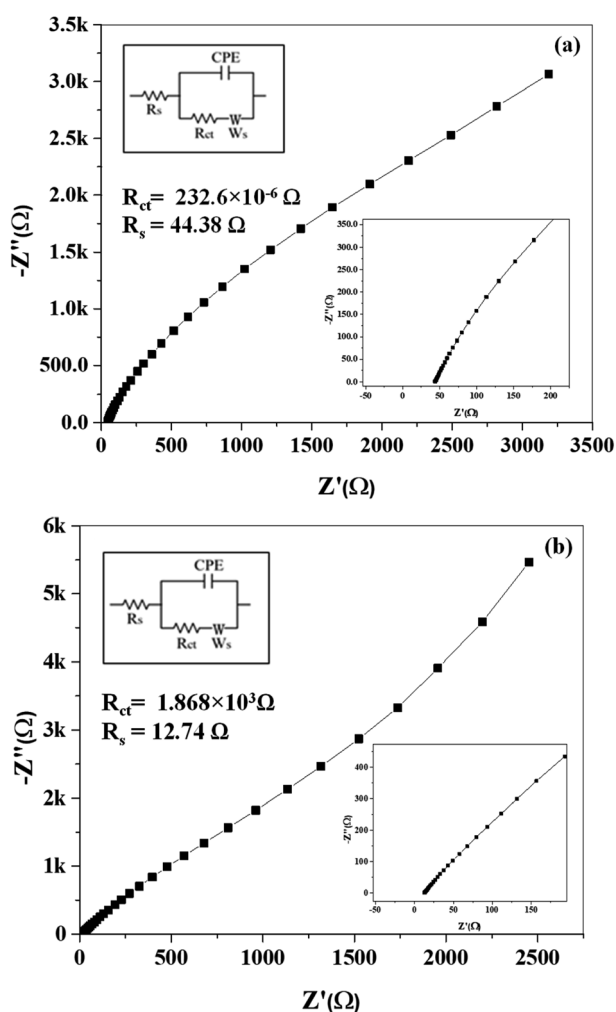 (a)
3.5k
3.0k
2.5k
2.0k
1.5k
1.0k
500.0
0.0
-Z''(Ω)
CPE
Rs
Rct Ws
Rct= 232.6×10⁻⁶ Ω
Rs = 44.38 Ω
350.0
300.0
250.0
200.0
150.0
100.0
50.0
0.0
-Z''(Ω)
-50 0 50 100 150 200
Z'(Ω)
0 500 1000 1500 2000 2500 3000 3500
Z'(Ω)
(b)
6k
5k
4k
3k
2k
1k
0
-Z''(Ω)
CPE
Rs
Rct Ws
Rct= 1.868×10³Ω
Rs = 12.74 Ω
400
300
200
100
0
-Z''(Ω)
-50 0 50 100 150
Z'(Ω)
0 500 1000 1500 2000 2500
Z'(Ω)